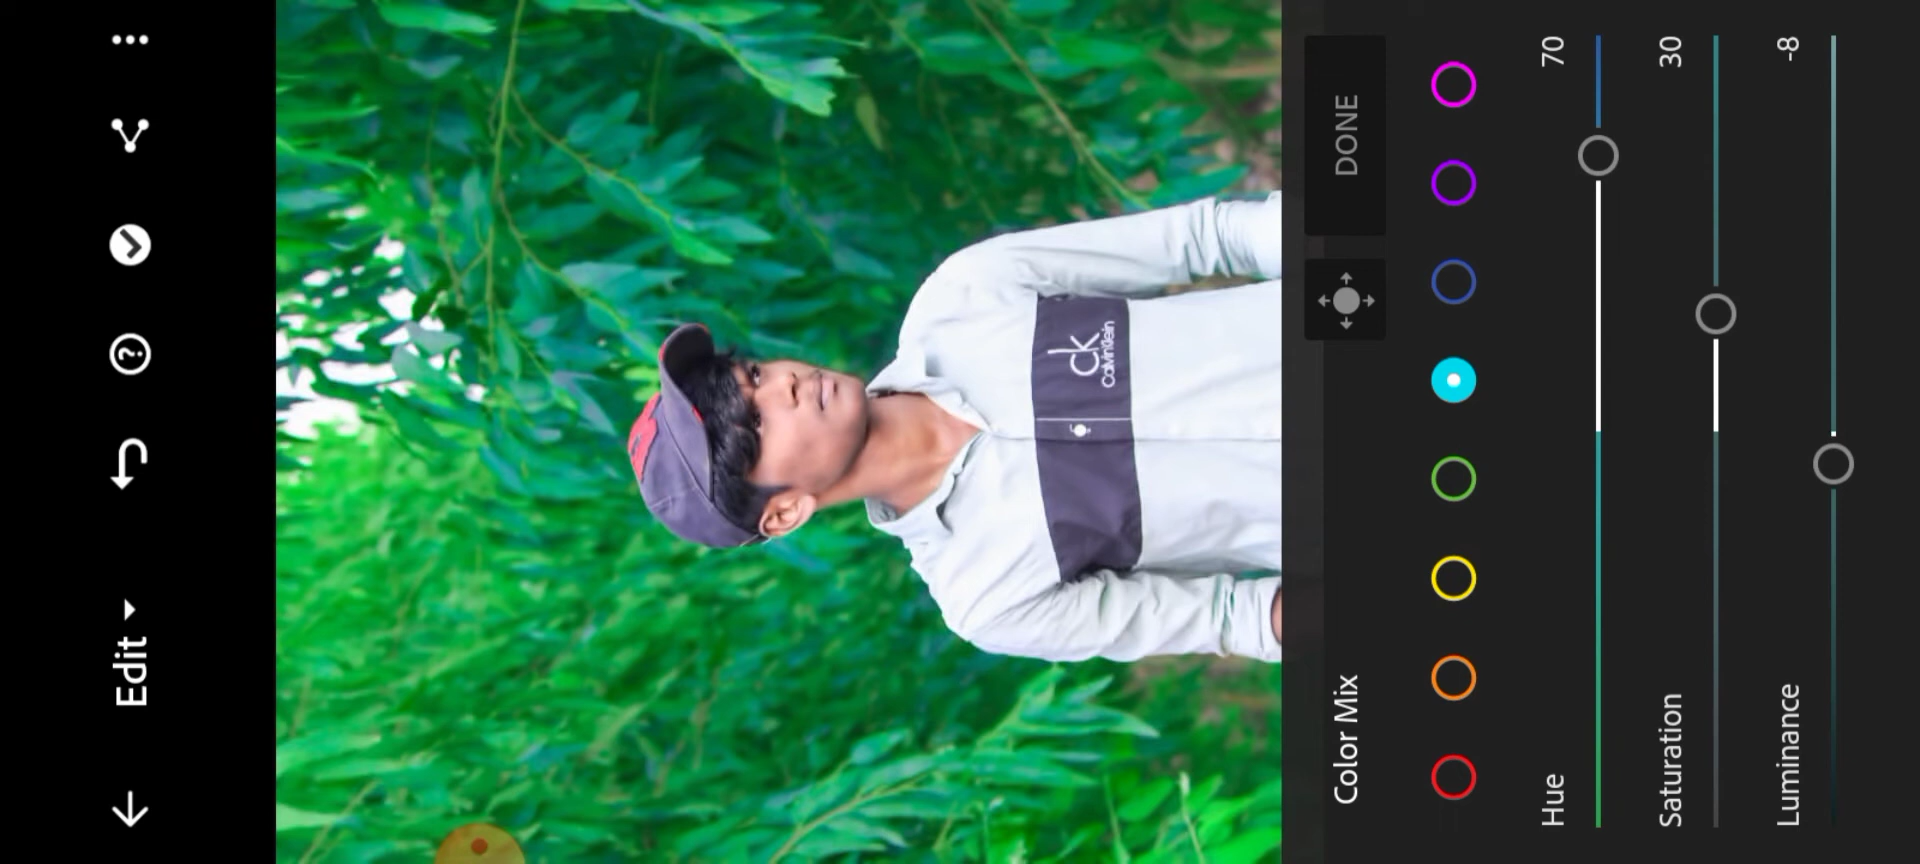 Edit
ck
Calvin Klein
Color Mix
DONE
Hue
70
Saturation
30
Luminance
-8